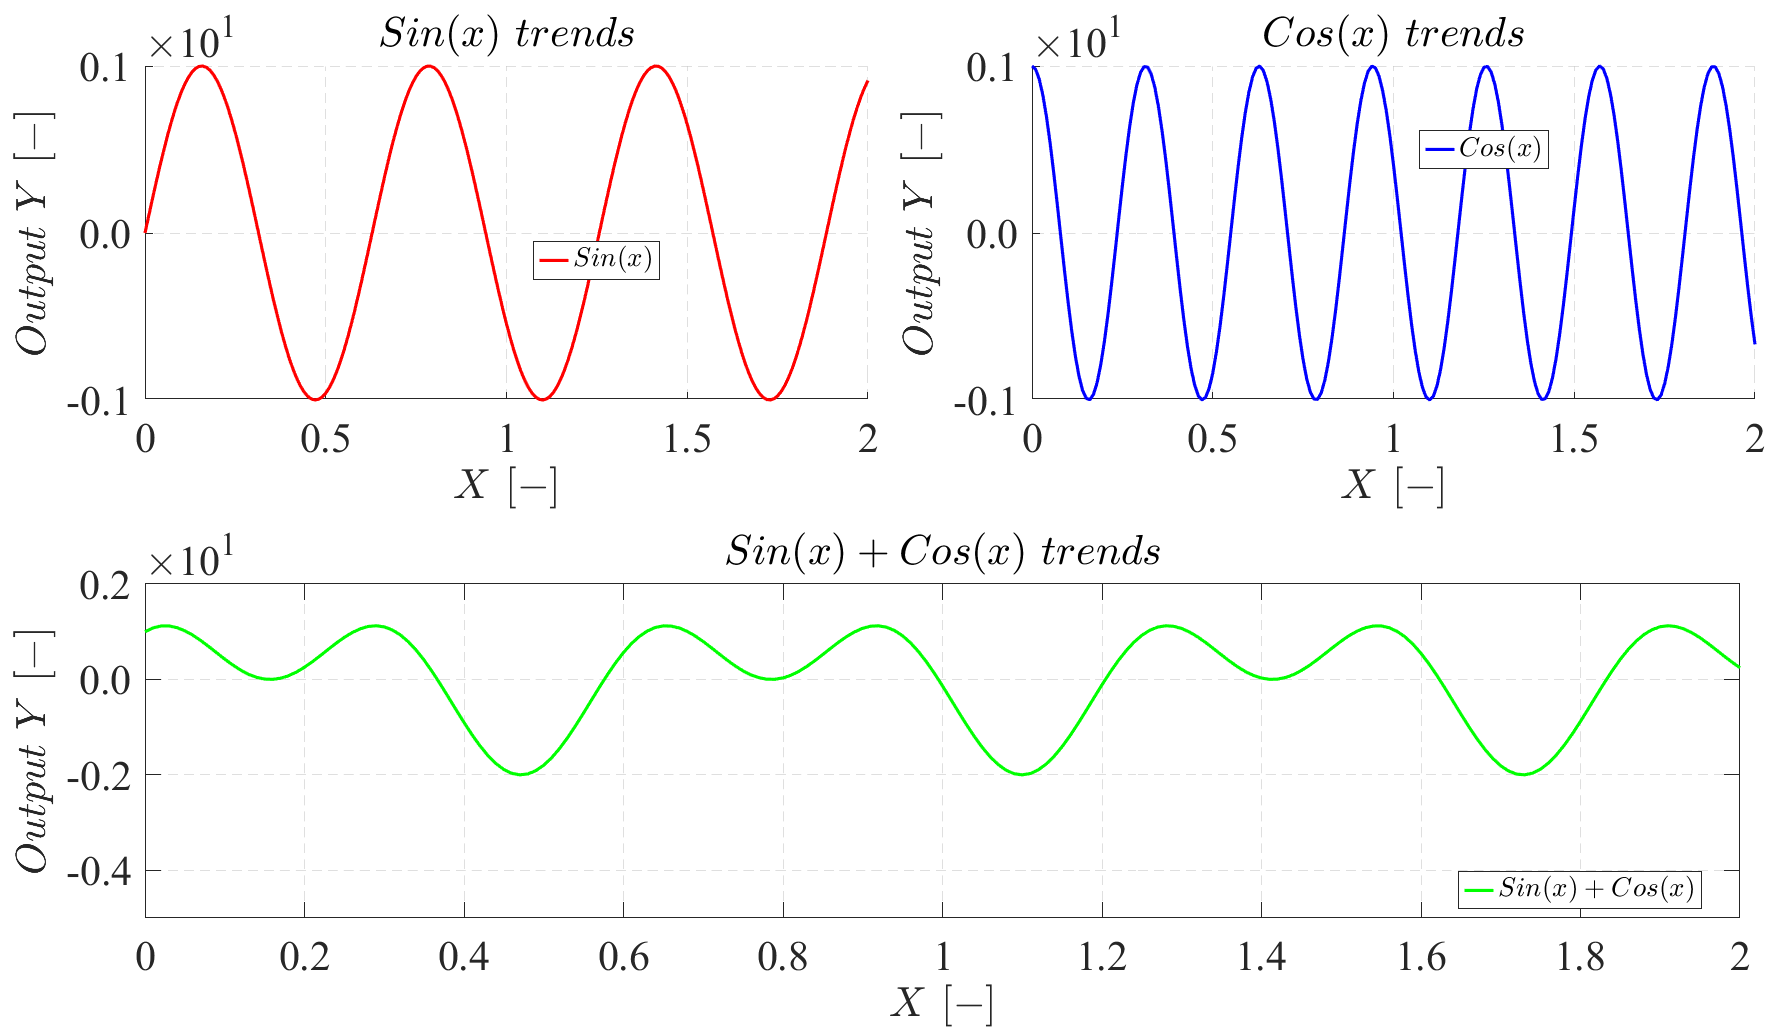 ×10¹ Sin(x) trends
0.1
0.0
-0.1
Output Y [−]
Sin(x)
0 0.5 1 1.5 2
X [−]
×10¹ Cos(x) trends
0.1
0.0
-0.1
Output Y [−]
Cos(x)
0 0.5 1 1.5 2
X [−]
×10¹ Sin(x) + Cos(x) trends
0.2
0.0
-0.2
-0.4
Output Y [−]
Sin(x) + Cos(x)
0 0.2 0.4 0.6 0.8 1 1.2 1.4 1.6 1.8 2
X [−]